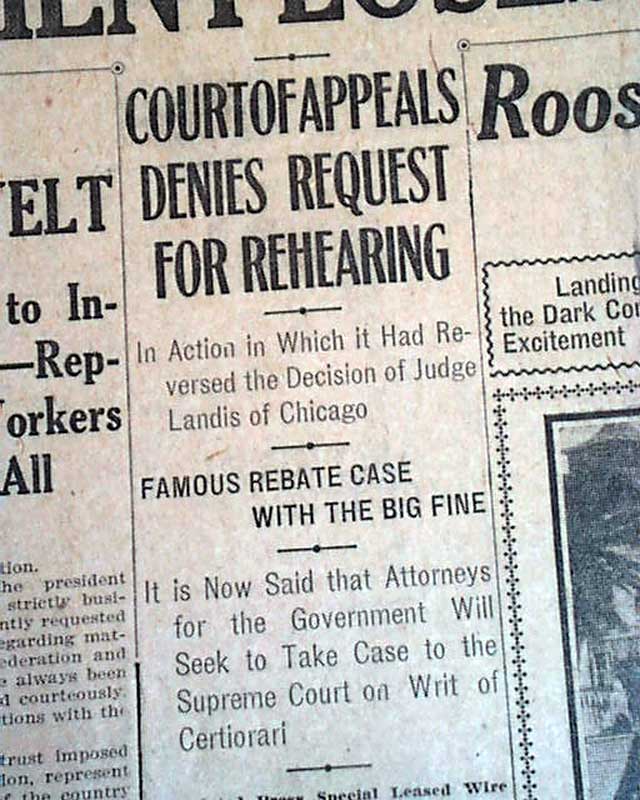 COURT OF APPEALS
DENIES REQUEST
FOR REHEARING
In Action in Which it Had Re-
versed the Decision of Judge
Landis of Chicago
FAMOUS REBATE CASE
WITH THE BIG FINE
It is Now Said that Attorneys
for the Government Will
Seek to Take Case to the
Supreme Court on Writ of
Certiorari
Special Leased Wire
ELT
to In-
—Rep-
orkers
All
tion.
he president
strictly busi-
ntly requested
egarding mat-
ederation and
always been
d courteously.
tions with the
trust imposed
ion, represent
the country
Roos
Landing
the Dark Cou
Excitement